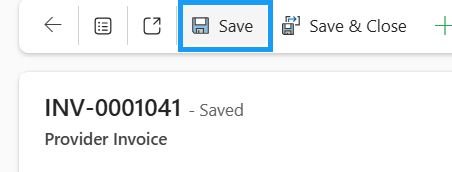 Save Save & Close
INV-0001041 - Saved
Provider Invoice